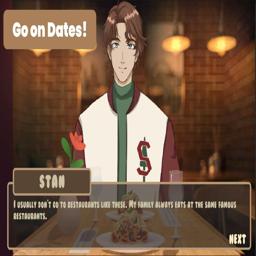 Go on Dates!
S
STAN
I USUALLY DON'T GO TO RESTAURANTS LIKE THESE. MY FAMILY ALWAYS EATS AT THE SAME FAMOUS
RESTAURANTS.
NEXT